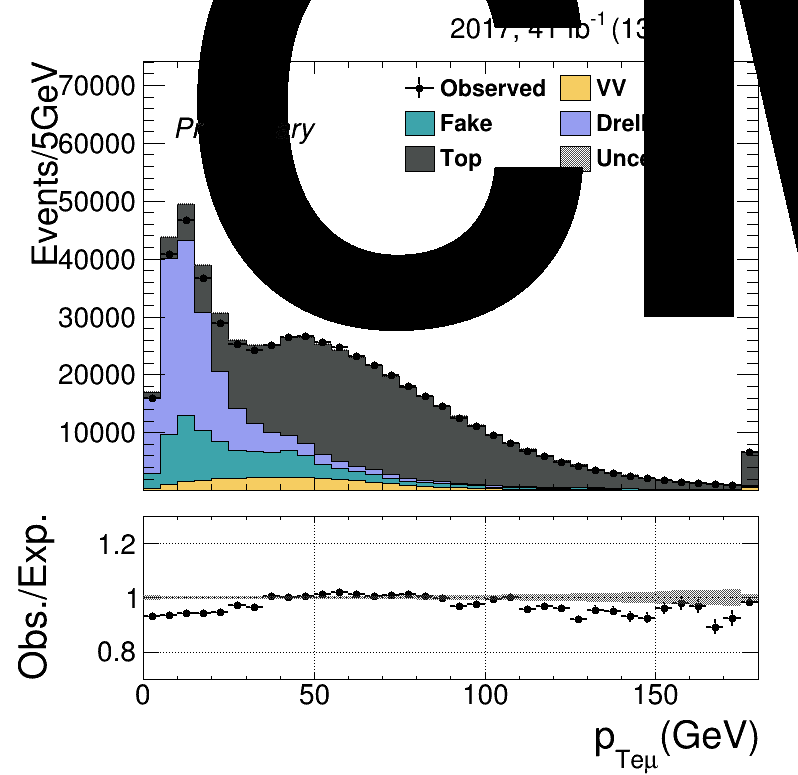 2017, 41 fb⁻¹ (13
CM
70000
60000
50000
40000
30000
20000
10000
Events/5GeV
Observed VV
Fake
Top
1.2
1
0.8
Obs./Exp.
0 50 100 150
p_Teμ (GeV)